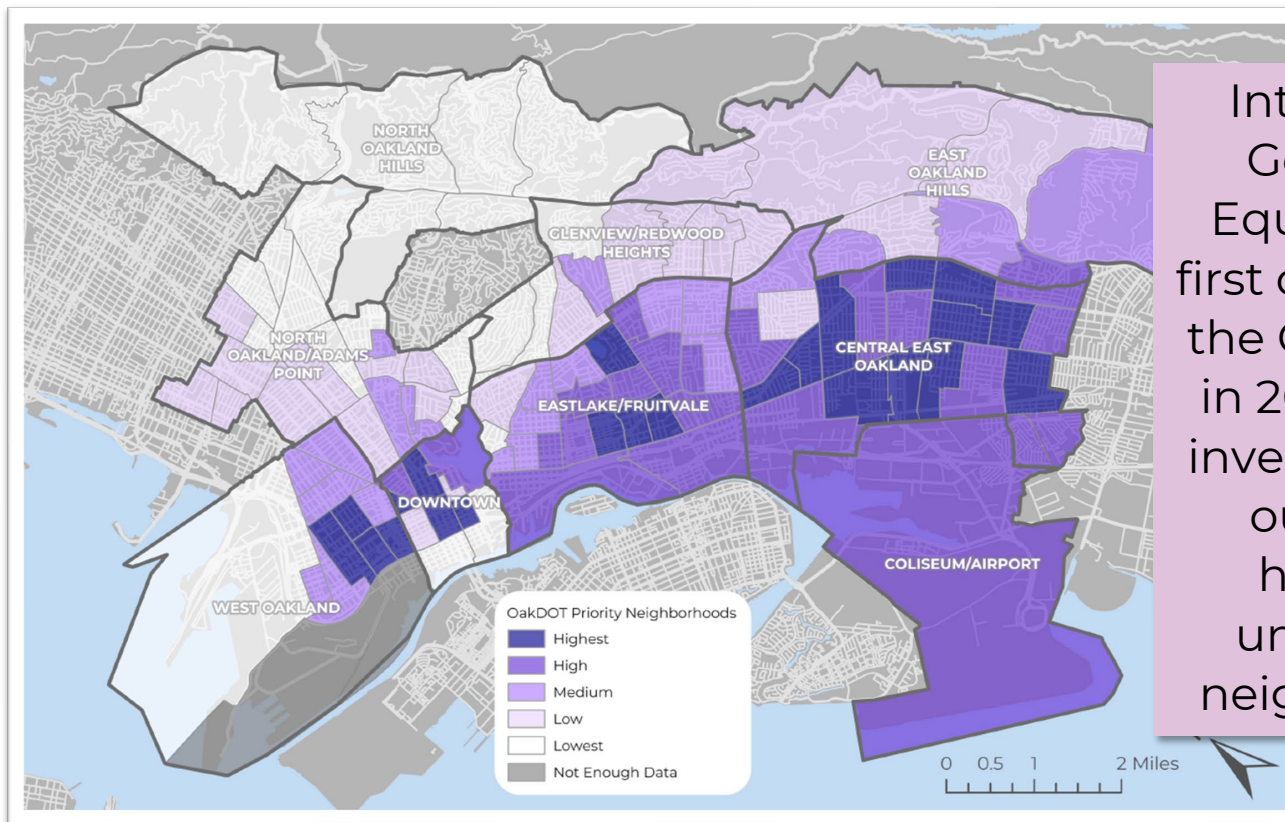 NORTH
OAKLAND
HILLS
EAST
OAKLAND
HILLS
GLENVIEW/REDWOOD
HEIGHTS
NORTH
OAKLAND/ADAMS
POINT
CENTRAL EAST
OAKLAND
EASTLAKE/FRUITVALE
DOWNTOWN
WEST OAKLAND
COLISEUM/AIRPORT
OakDOT Priority Neighborhoods
Highest
High
Medium
Low
Lowest
Not Enough Data
0 0.5 1 2 Miles
Int
Ge
Equ
first
the
in 20
inve
ou
h
un
neig